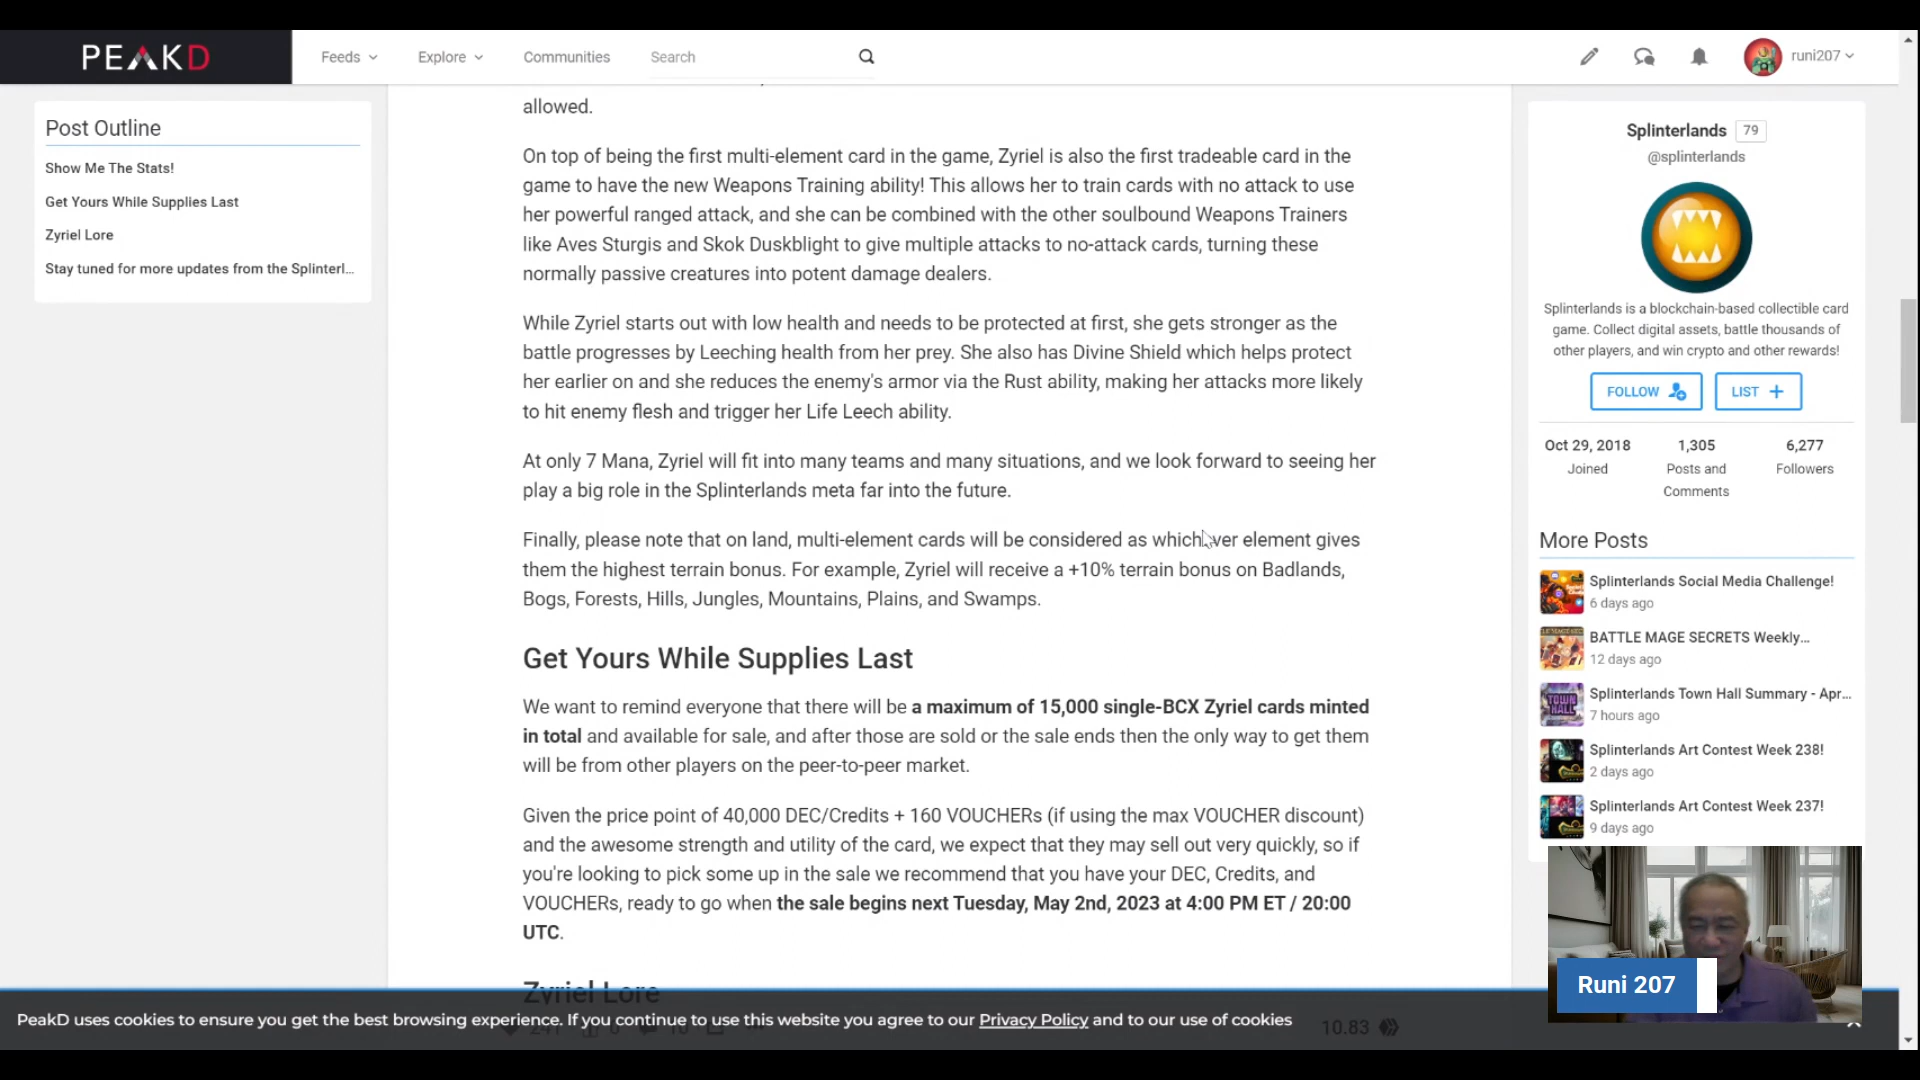 PEAKD
Feeds
Explore
Communities
Search
runi207
Post Outline
Show Me The Stats!
Get Yours While Supplies Last
Zyriel Lore
Stay tuned for more updates from the Splinterl...
allowed.
On top of being the first multi-element card in the game, Zyriel is also the first tradeable card in the
game to have the new Weapons Training ability! This allows her to train cards with no attack to use
her powerful ranged attack, and she can be combined with the other soulbound Weapons Trainers
like Aves Sturgis and Skok Duskblight to give multiple attacks to no-attack cards, turning these
normally passive creatures into potent damage dealers.
While Zyriel starts out with low health and needs to be protected at first, she gets stronger as the
battle progresses by Leeching health from her prey. She also has Divine Shield which helps protect
her earlier on and she reduces the enemy's armor via the Rust ability, making her attacks more likely
to hit enemy flesh and trigger her Life Leech ability.
At only 7 Mana, Zyriel will fit into many teams and many situations, and we look forward to seeing her
play a big role in the Splinterlands meta far into the future.
Finally, please note that on land, multi-element cards will be considered as whichever element gives
them the highest terrain bonus. For example, Zyriel will receive a +10% terrain bonus on Badlands,
Bogs, Forests, Hills, Jungles, Mountains, Plains, and Swamps.
Get Yours While Supplies Last
We want to remind everyone that there will be a maximum of 15,000 single-BCX Zyriel cards minted
in total and available for sale, and after those are sold or the sale ends then the only way to get them
will be from other players on the peer-to-peer market.
Given the price point of 40,000 DEC/Credits + 160 VOUCHERs (if using the max VOUCHER discount)
and the awesome strength and utility of the card, we expect that they may sell out very quickly, so if
you're looking to pick some up in the sale we recommend that you have your DEC, Credits, and
VOUCHERs, ready to go when the sale begins next Tuesday, May 2nd, 2023 at 4:00 PM ET / 20:00
UTC.
Zyriel Lore
Splinterlands 79
@splinterlands
Splinterlands is a blockchain-based collectible card
game. Collect digital assets, battle thousands of
other players, and win crypto and other rewards!
FOLLOW
LIST +
Oct 29, 2018
Joined
1,305
Posts and
Comments
6,277
Followers
More Posts
Splinterlands Social Media Challenge!
6 days ago
BATTLE MAGE SECRETS Weekly...
12 days ago
TOWN HALL
Splinterlands Town Hall Summary - Apr...
7 hours ago
Splinterlands Art Contest Week 238!
2 days ago
Splinterlands Art Contest Week 237!
9 days ago
Runi 207
PeakD uses cookies to ensure you get the best browsing experience. If you continue to use this website you agree to our Privacy Policy and to our use of cookies
10.83